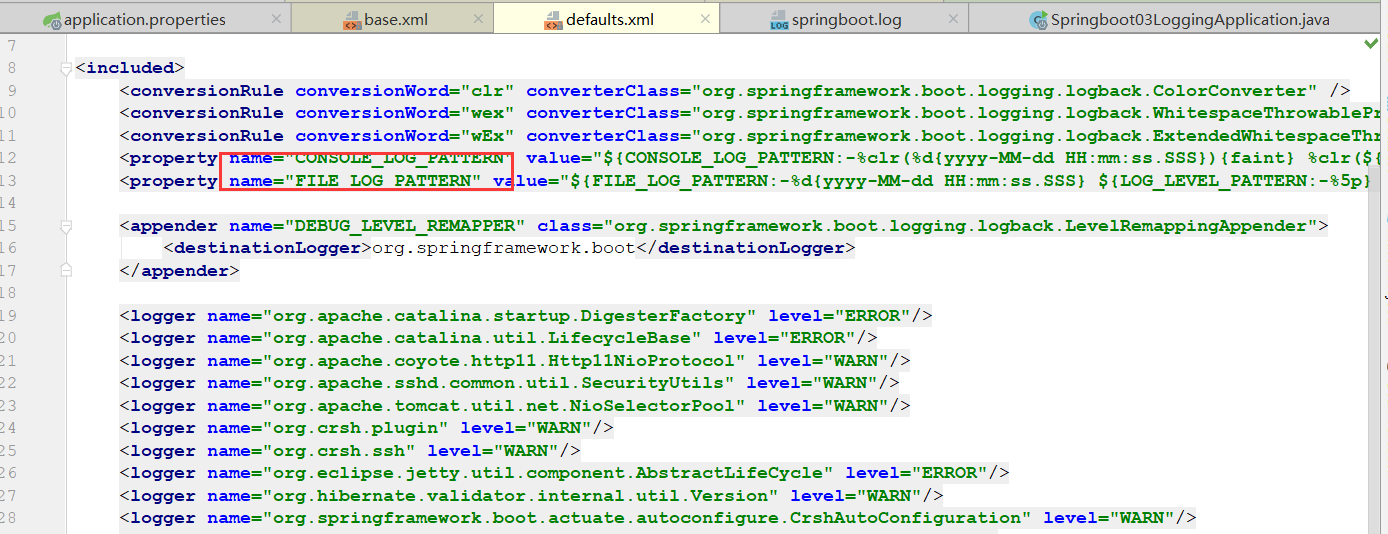 application.properties base.xml defaults.xml springboot.log Springboot03LoggingApplication.java
7
8 <included>
9 <conversionRule conversionWord="clr" converterClass="org.springframework.boot.logging.logback.ColorConverter" />
10 <conversionRule conversionWord="wex" converterClass="org.springframework.boot.logging.logback.WhitespaceThrowablePr
11 <conversionRule conversionWord="wEx" converterClass="org.springframework.boot.logging.logback.ExtendedWhitespaceThr
12 <property name="CONSOLE_LOG_PATTERN" value="${CONSOLE_LOG_PATTERN:-%clr(%d{yyyy-MM-dd HH:mm:ss.SSS}){faint} %clr(${
13 <property name="FILE_LOG_PATTERN" value="${FILE_LOG_PATTERN:-%d{yyyy-MM-dd HH:mm:ss.SSS} ${LOG_LEVEL_PATTERN:-%5p}
14
15 <appender name="DEBUG_LEVEL_REMAPPER" class="org.springframework.boot.logging.logback.LevelRemappingAppender">
16 <destinationLogger>org.springframework.boot</destinationLogger>
17 </appender>
18
19 <logger name="org.apache.catalina.startup.DigesterFactory" level="ERROR"/>
20 <logger name="org.apache.catalina.util.LifecycleBase" level="ERROR"/>
21 <logger name="org.apache.coyote.http11.Http11NioProtocol" level="WARN"/>
22 <logger name="org.apache.sshd.common.util.SecurityUtils" level="WARN"/>
23 <logger name="org.apache.tomcat.util.net.NioSelectorPool" level="WARN"/>
24 <logger name="org.crsh.plugin" level="WARN"/>
25 <logger name="org.crsh.ssh" level="WARN"/>
26 <logger name="org.eclipse.jetty.util.component.AbstractLifeCycle" level="ERROR"/>
27 <logger name="org.hibernate.validator.internal.util.Version" level="WARN"/>
28 <logger name="org.springframework.boot.actuate.autoconfigure.CrshAutoConfiguration" level="WARN"/>